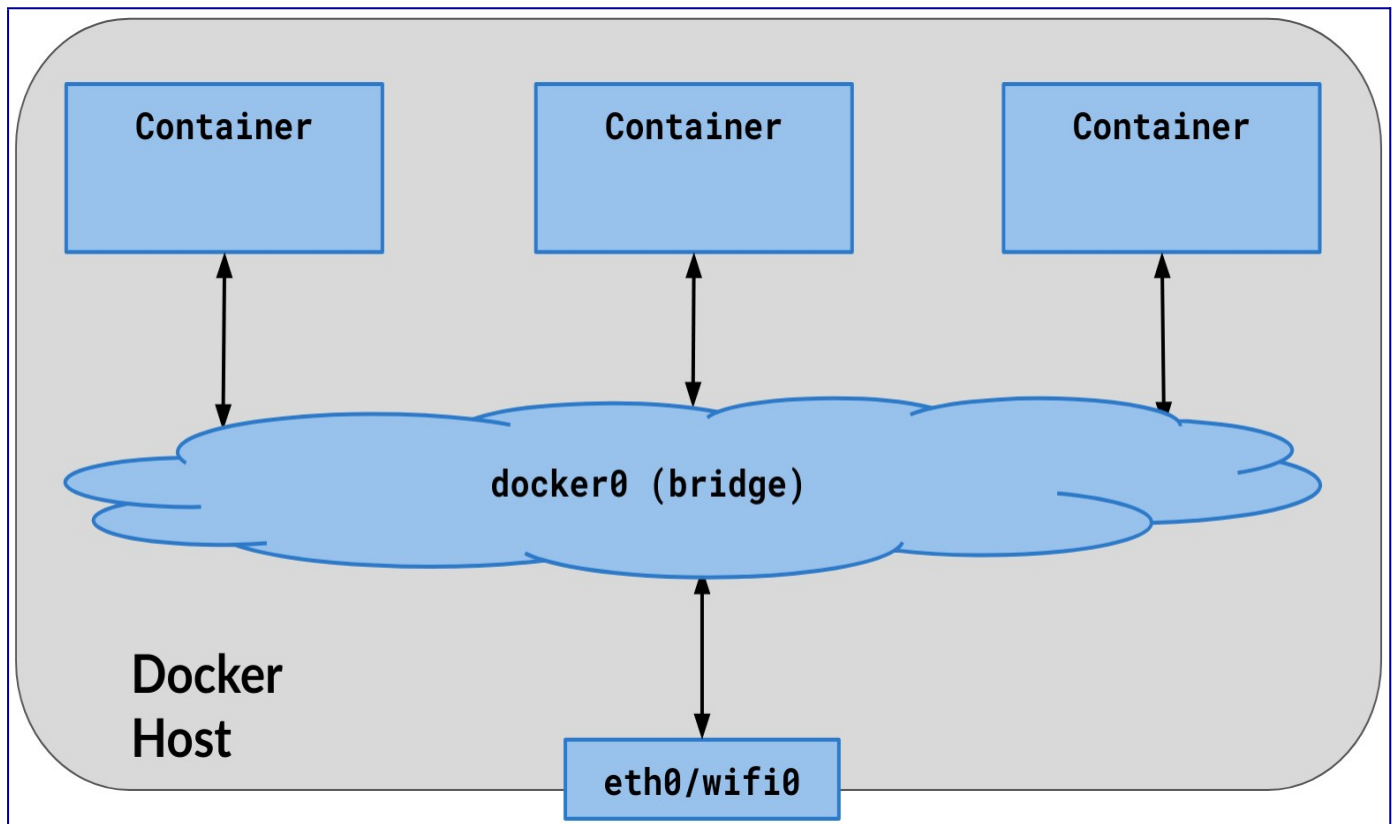 Container
Container
Container
docker0 (bridge)
Docker
Host
eth0/wifi0